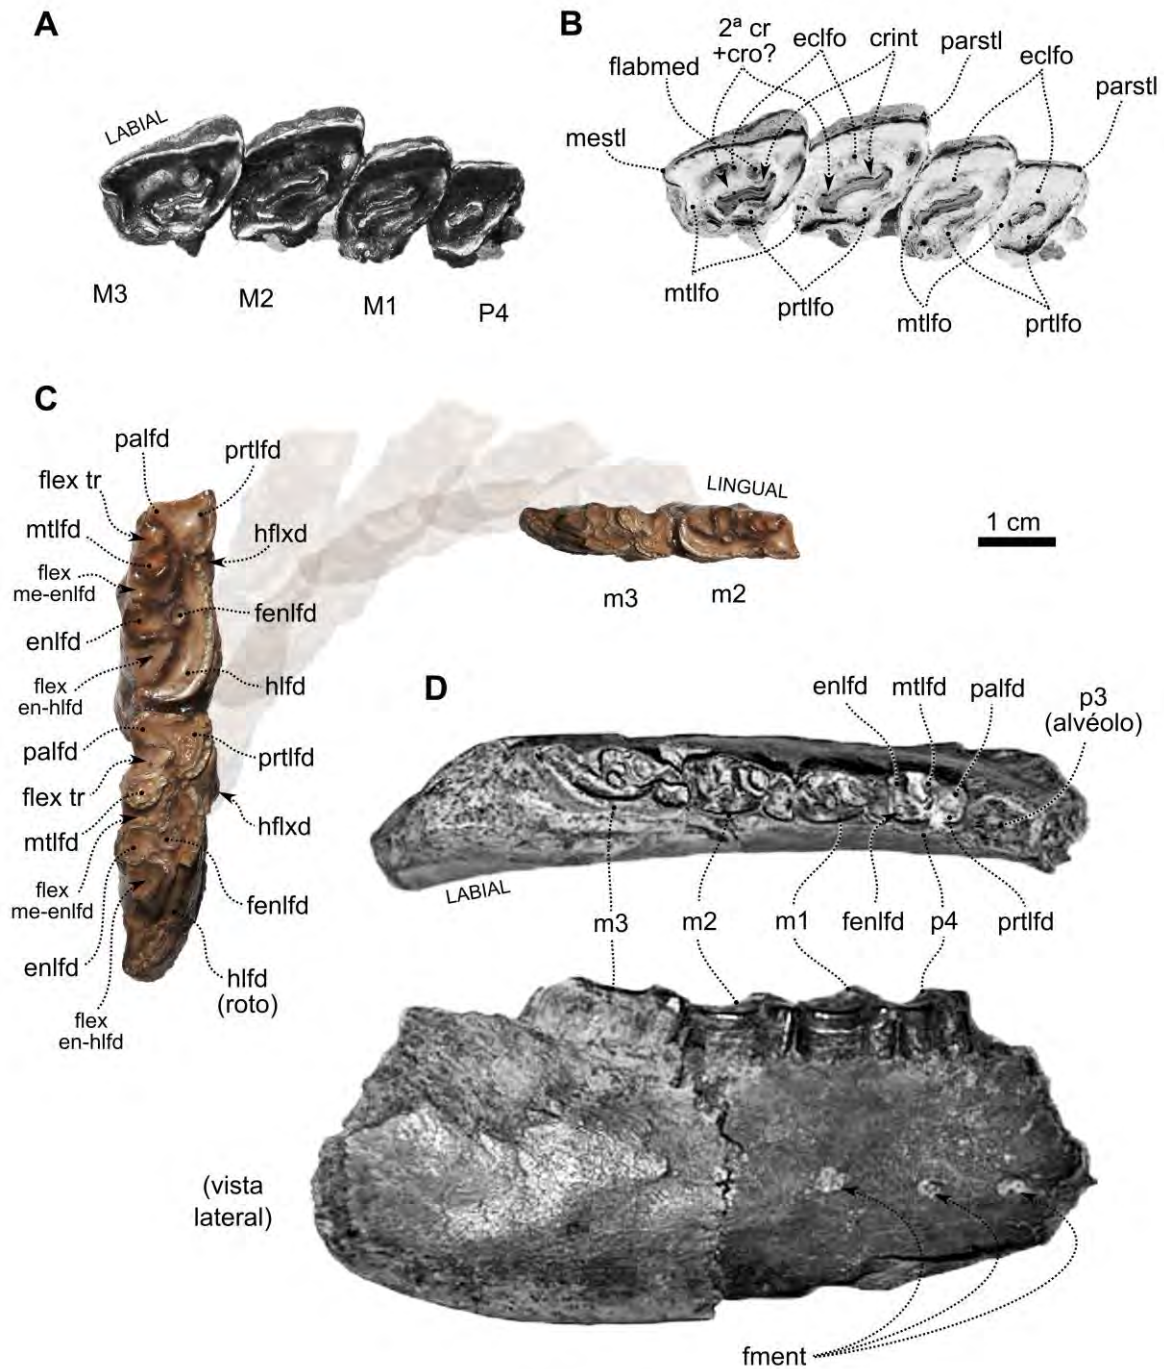 A
LABIAL
M3
M2
M1
P4
B
flabmed
2ª cr
+cro?
eclfo
crint
parstl
eclfo
parstl
mestl
mtlfo
prtlfo
mtlfo
prtlfo
C
palfd
prtlfd
flex tr
mtlfd
hflxd
flex
me-enlfd
fenlfd
enlfd
flex
en-hlfd
hlfd
palfd
prtlfd
flex tr
mtlfd
hflxd
flex
me-enlfd
fenlfd
enlfd
hlfd
(roto)
flex
en-hlfd
LINGUAL
m3
m2
1 cm
D
enlfd
mtlfd
palfd
p3
(alvéolo)
LABIAL
m3
m2
m1
fenlfd
p4
prtlfd
(vista
lateral)
fment